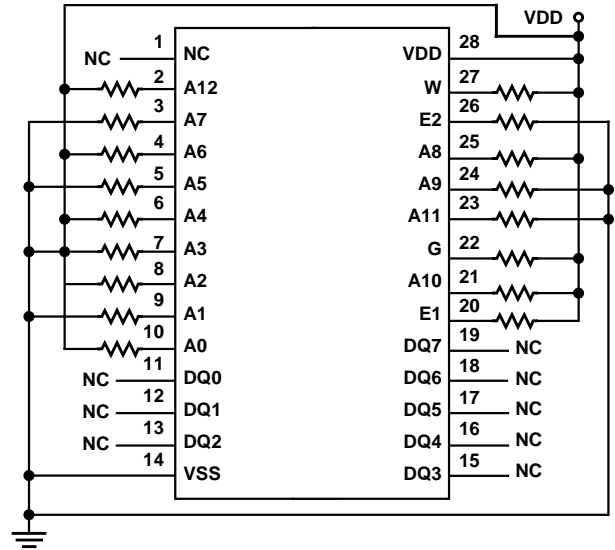 VDD
1 NC 28
NC VDD
2 A12 27 W
3 A7 26 E2
4 A6 25 A8
5 A5 24 A9
6 A4 23 A11
7 A3 22 G
8 A2 21 A10
9 A1 20 E1
10 A0 19 DQ7 NC
11 NC DQ0 18 DQ6 NC
12 NC DQ1 17 DQ5 NC
13 NC DQ2 16 DQ4 NC
14 VSS 15 DQ3 NC